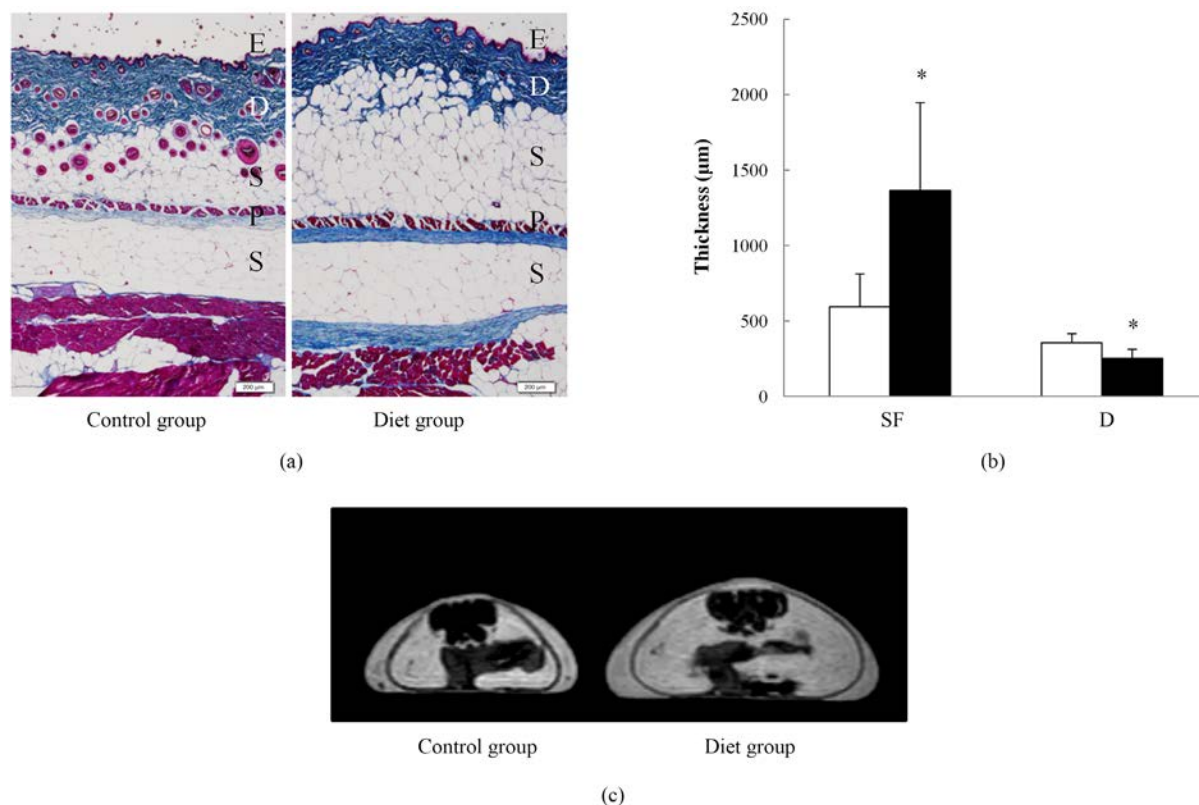 E
D
S
P
S
200 µm
E
D
S
P
S
200 µm
Control group
Diet group
(a)
2500
2000
1500
1000
500
0
Thickness (µm)
*
*
SF
D
(b)
Control group
Diet group
(c)